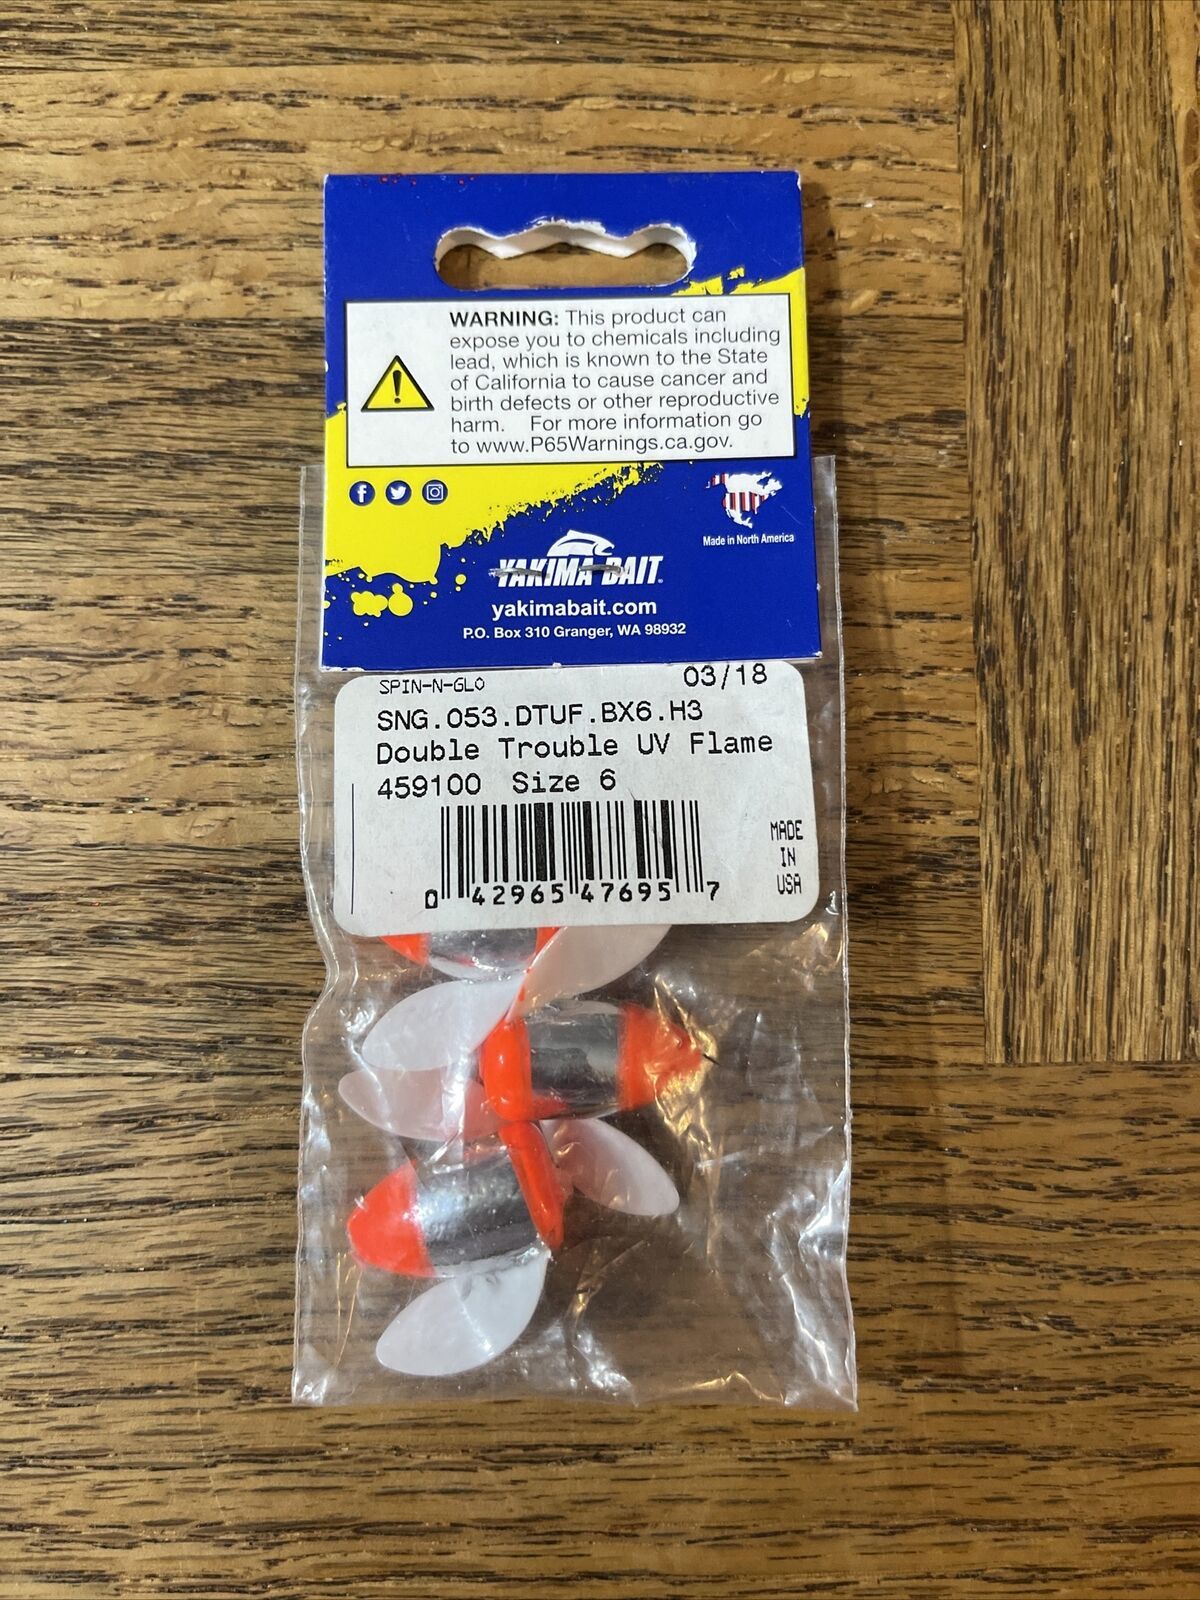 WARNING: This product can
expose you to chemicals including
lead, which is known to the State
of California to cause cancer and
birth defects or other reproductive
harm. For more information go
to www.P65Warnings.ca.gov.
Made in North America
YAKIMA BAIT
yakimabait.com
P.O. Box 310 Granger, WA 98932
SPIN-N-GLO 03/18
SNG.053.DTUF.BX6.H3
Double Trouble UV Flame
459100 Size 6
MADE
IN
USA
0 42965 47695 7